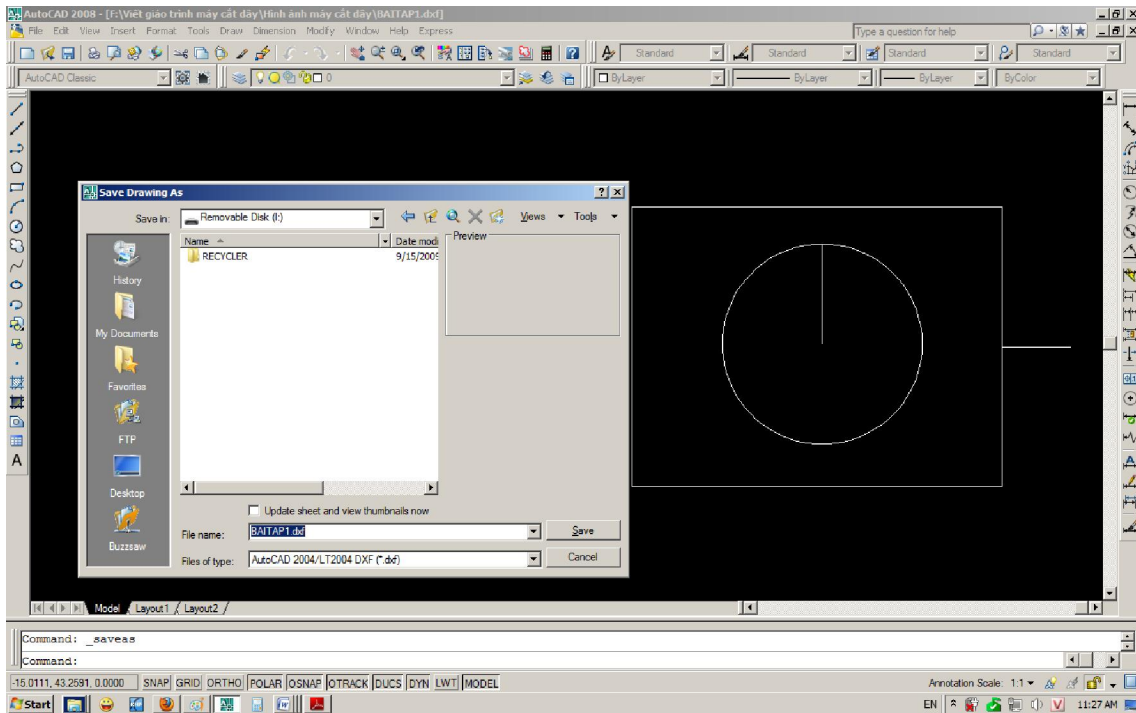 AutoCAD 2008 - [F:\Viết giáo trình máy cắt dây\Hình ảnh máy cắt dây\BAITAP1.dxf]
File Edit View Insert Format Tools Draw Dimension Modify Window Help Express
Type a question for help
Standard Standard Standard Standard
AutoCAD Classic 0 ByLayer ByLayer ByLayer ByColor
Save Drawing As
Save in: Removable Disk (I:) Views Tools
Name Date modi Preview
RECYCLER 9/15/2009
History
My Documents
Favorites
FTP
Desktop
Buzzsaw
Update sheet and view thumbnails now
File name: BAITAP1.dxf Save
Files of type: AutoCAD 2004/LT2004 DXF (*.dxf) Cancel
A
A
Model Layout1 Layout2
Command: _saveas
Command:
-15.0111, 43.2591, 0.0000 SNAP GRID ORTHO POLAR OSNAP OTRACK DUCS DYN LWT MODEL Annotation Scale: 1:1
Start EN 11:27 AM